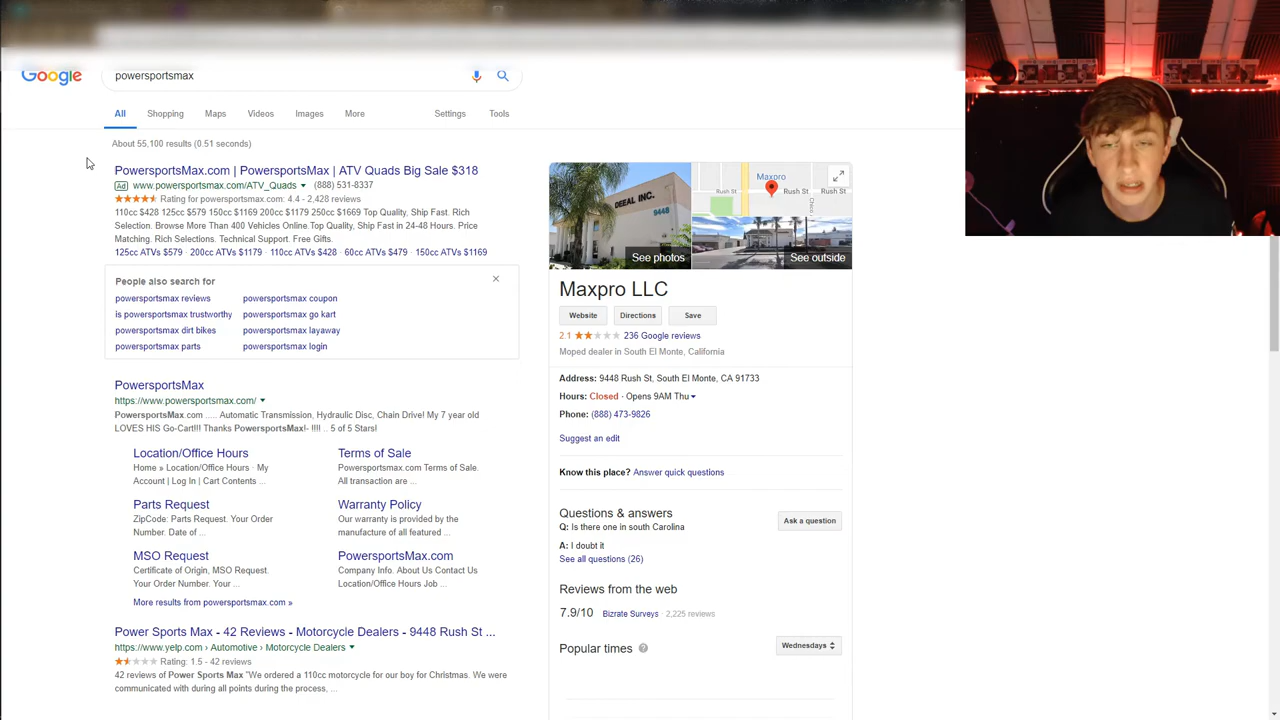 Google
powersportsmax
All
Shopping
Maps
Videos
Images
More
Settings
Tools
About 55,100 results (0.51 seconds)
PowersportsMax.com | PowersportsMax | ATV Quads Big Sale $318
Ad www.powersportsmax.com/ATV_Quads (888) 531-8337
Rating for powersportsmax.com: 4.4 - 2,428 reviews
110cc $428 125cc $579 150cc $1169 200cc $1179 250cc $1669 Top Quality, Ship Fast. Rich
Selection. Browse More Than 400 Vehicles Online.Top Quality, Ship Fast in 24-48 Hours. Price
Matching. Rich Selections. Technical Support. Free Gifts.
125cc ATVs $579 · 200cc ATVs $1179 · 110cc ATVs $428 · 60cc ATVs $479 · 150cc ATVs $1169
People also search for
powersportsmax reviews
powersportsmax coupon
is powersportsmax trustworthy
powersportsmax go kart
powersportsmax dirt bikes
powersportsmax layaway
powersportsmax parts
powersportsmax login
PowersportsMax
https://www.powersportsmax.com/
PowersportsMax.com ..... Automatic Transmission, Hydraulic Disc, Chain Drive! My 7 year old
LOVES HIS Go-Cart!!! Thanks PowersportsMax!- !!!! .. 5 of 5 Stars!
Location/Office Hours
Home » Location/Office Hours · My
Account | Log In | Cart Contents ...
Terms of Sale
Powersportsmax.com Terms of Sale.
All transaction are ...
Parts Request
ZipCode: Parts Request. Your Order
Number. Date of ...
Warranty Policy
Our warranty is provided by the
manufacture of all featured ...
MSO Request
Certificate of Origin, MSO Request.
Your Order Number. Your ...
PowersportsMax.com
Company Info. About Us Contact Us
Location/Office Hours Job ...
More results from powersportsmax.com »
Power Sports Max - 42 Reviews - Motorcycle Dealers - 9448 Rush St ...
https://www.yelp.com › Automotive › Motorcycle Dealers
Rating: 1.5 - 42 reviews
42 reviews of Power Sports Max "We ordered a 110cc motorcycle for our boy for Christmas. We were
communicated with during all points during the process, ...
DEEAL INC.
9448
See photos
Maxpro
Rush St
Rush St
Rush St
Rush St
See outside
Maxpro LLC
Website
Directions
Save
2.1 236 Google reviews
Moped dealer in South El Monte, California
Address: 9448 Rush St, South El Monte, CA 91733
Hours: Closed · Opens 9AM Thu
Phone: (888) 473-9826
Suggest an edit
Know this place? Answer quick questions
Questions & answers
Q: Is there one in south Carolina
Ask a question
A: I doubt it
See all questions (26)
Reviews from the web
7.9/10 Bizrate Surveys · 2,225 reviews
Popular times
Wednesdays